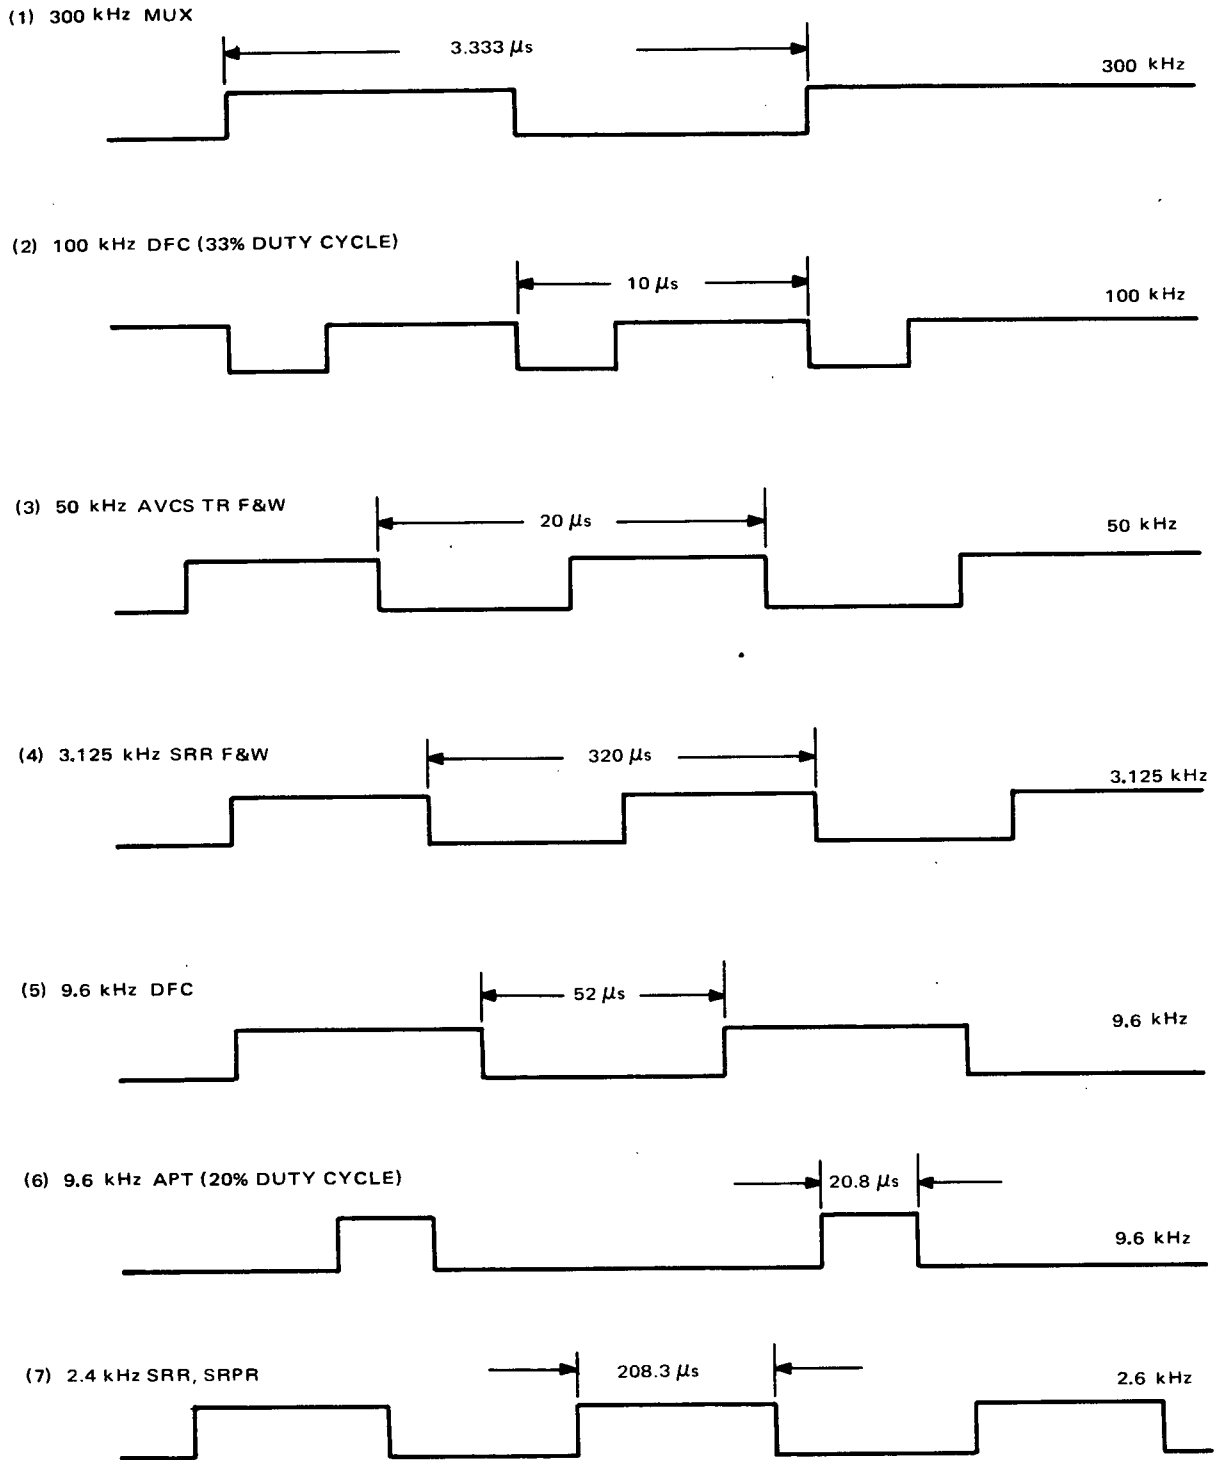 (1) 300 kHz MUX
3.333 μs
300 kHz
(2) 100 kHz DFC (33% DUTY CYCLE)
10 μs
100 kHz
(3) 50 kHz AVCS TR F&W
20 μs
50 kHz
(4) 3.125 kHz SRR F&W
320 μs
3.125 kHz
(5) 9.6 kHz DFC
52 μs
9.6 kHz
(6) 9.6 kHz APT (20% DUTY CYCLE)
20.8 μs
9.6 kHz
(7) 2.4 kHz SRR, SRPR
208.3 μs
2.6 kHz